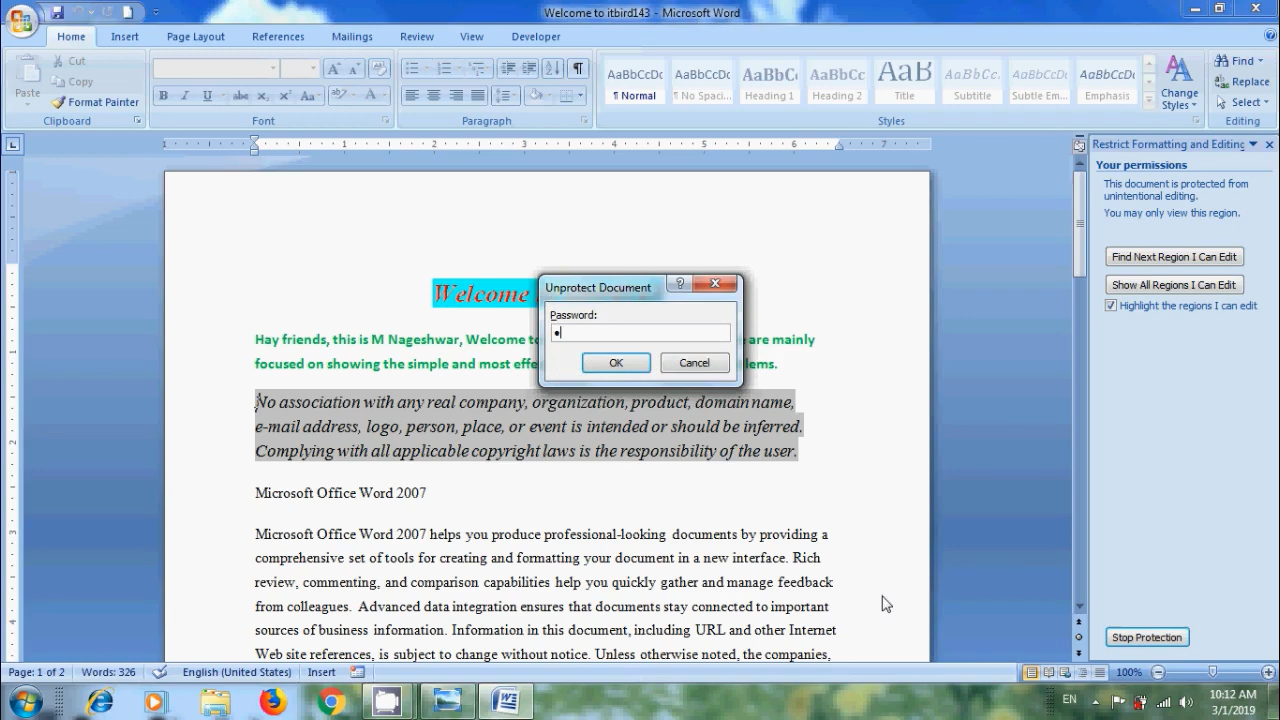 Welcome to itbird143 - Microsoft Word
Home Insert Page Layout References Mailings Review View Developer
Paste
Cut
Copy
Format Painter
Clipboard
Font
Paragraph
AaBbCcDc AaBbCcDc AaBbC AaBbCc AaB AaBbCc. AaBbCcDc AaBbCcDc
¶ Normal ¶ No Spaci... Heading 1 Heading 2 Title Subtitle Subtle Em... Emphasis
Styles
Change
Styles
Find
Replace
Select
Editing
1 1 2 3 4 5 6 7
Restrict Formatting and Editing
Your permissions
This document is protected from
unintentional editing.
You may only view this region.
Find Next Region I Can Edit
Show All Regions I Can Edit
Highlight the regions I can edit
Stop Protection
Unprotect Document
Password:
OK Cancel
Welcome
Hay friends, this is M Nageshwar, Welcome to are mainly
focused on showing the simple and most
No association with any real company, organization, product, domain name,
e-mail address, logo, person, place, or event is intended or should be inferred.
Complying with all applicable copyright laws is the responsibility of the user.
Microsoft Office Word 2007
Microsoft Office Word 2007 helps you produce professional-looking documents by providing a
comprehensive set of tools for creating and formatting your document in a new interface. Rich
review, commenting, and comparison capabilities help you quickly gather and manage feedback
from colleagues. Advanced data integration ensures that documents stay connected to important
sources of business information. Information in this document, including URL and other Internet
Web site references, is subject to change without notice. Unless otherwise noted, the companies,
Page: 1 of 2 Words: 326 English (United States) Insert 100%
EN
10:12 AM
3/1/2019